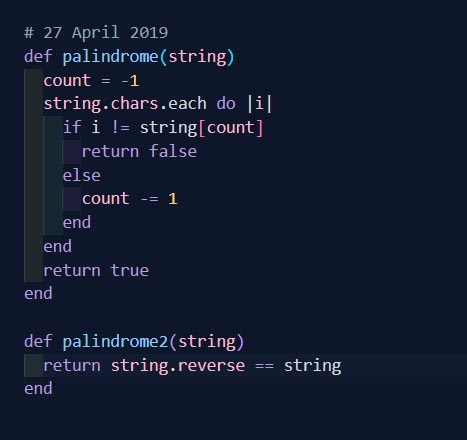 # 27 April 2019
def palindrome(string)
  count = -1
  string.chars.each do |i|
    if i != string[count]
      return false
    else
      count -= 1
    end
  end
  return true
end

def palindrome2(string)
  return string.reverse == string
end